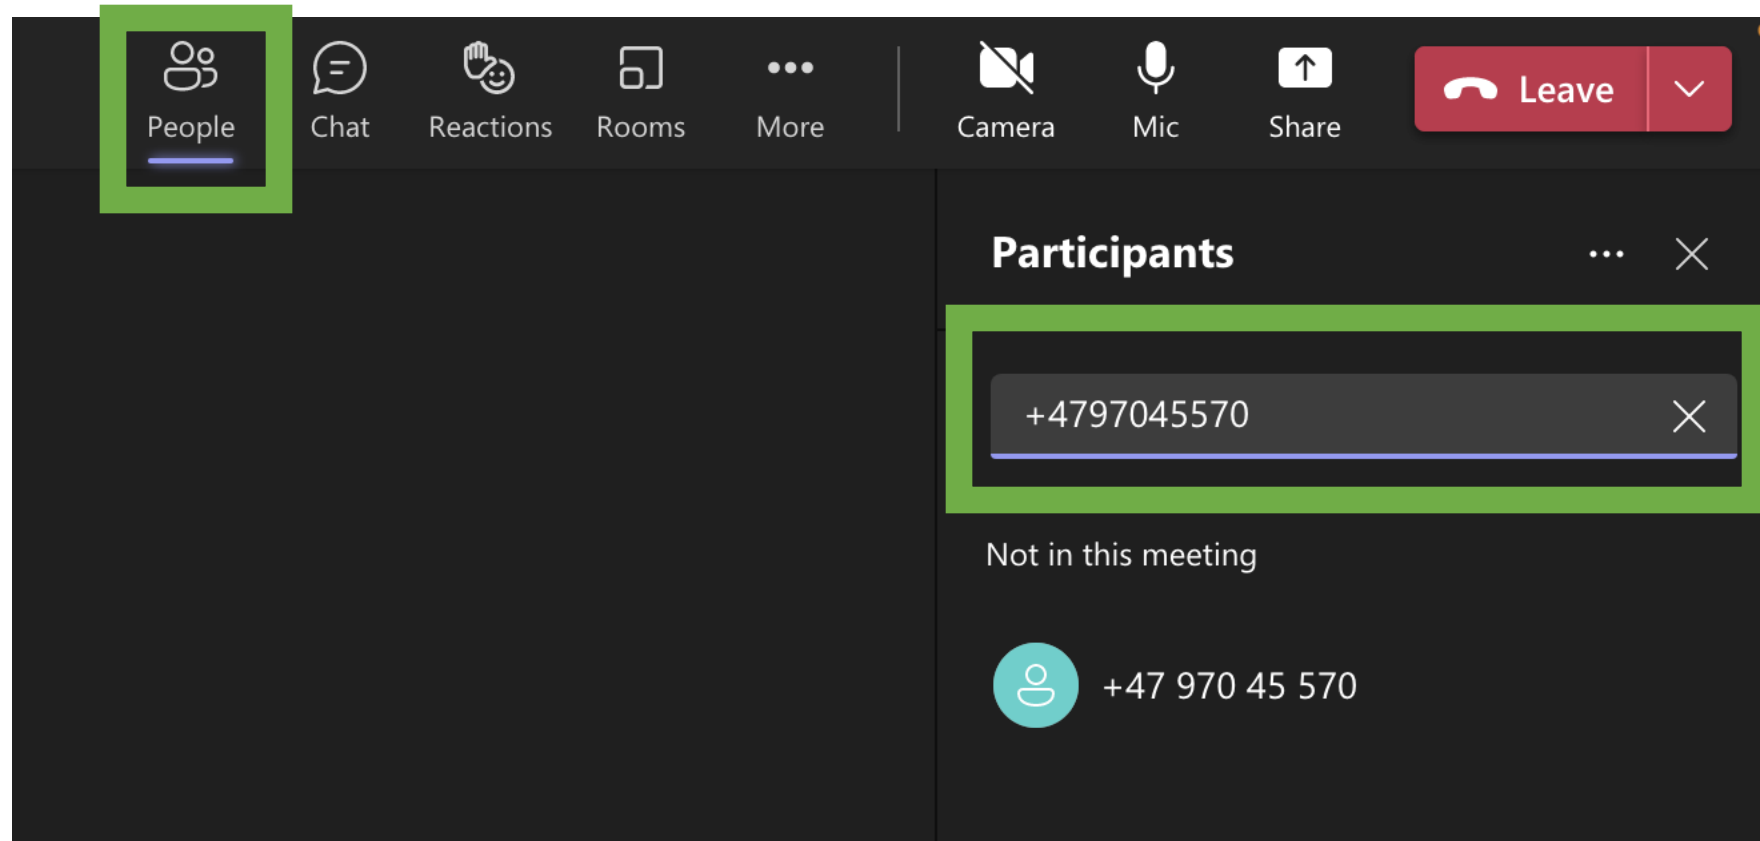 People Chat Reactions Rooms More Camera Mic Share Leave
Participants
+4797045570
Not in this meeting
+47 970 45 570